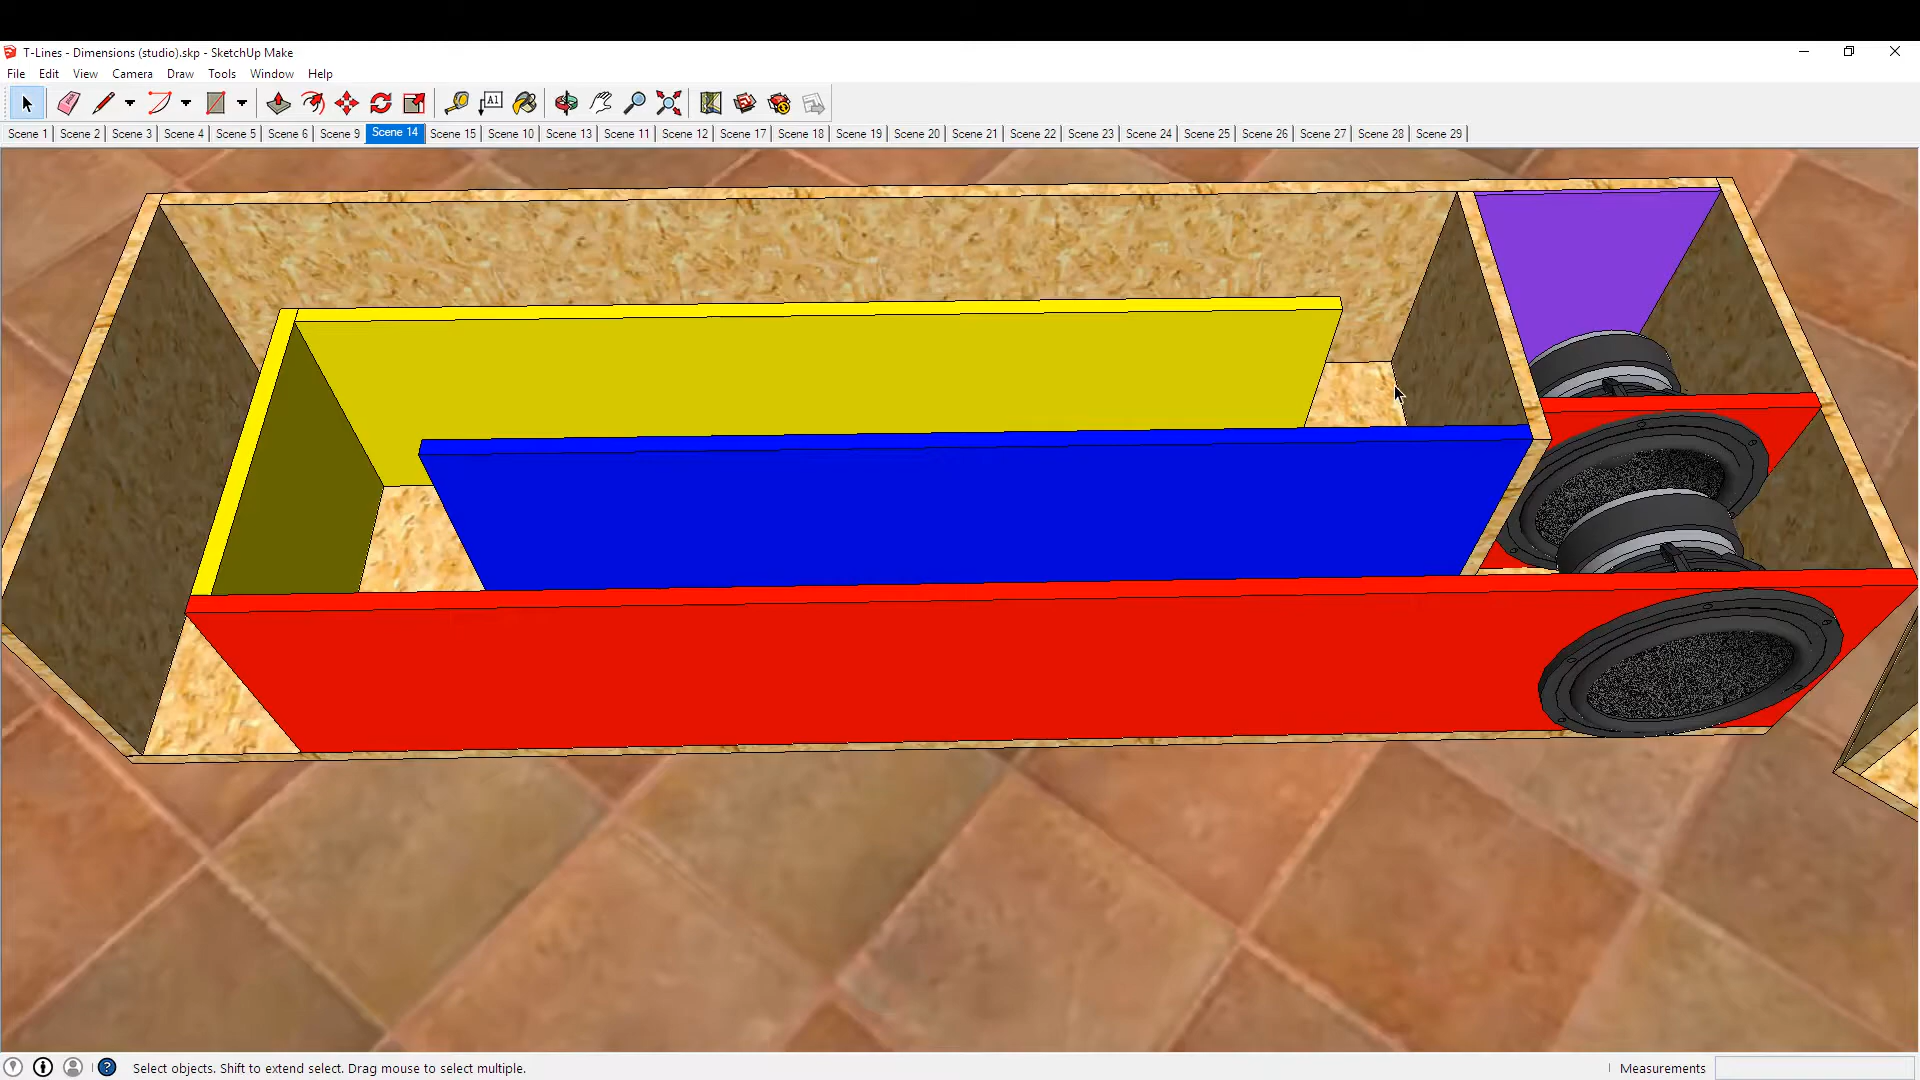 T-Lines - Dimensions (studio).skp - SketchUp Make
File Edit View Camera Draw Tools Window Help
A1
Scene 1 Scene 2 Scene 3 Scene 4 Scene 5 Scene 6 Scene 9 Scene 14 Scene 15 Scene 10 Scene 13 Scene 11 Scene 12 Scene 17 Scene 18 Scene 19 Scene 20 Scene 21 Scene 22 Scene 23 Scene 24 Scene 25 Scene 26 Scene 27 Scene 28 Scene 29
Select objects. Shift to extend select. Drag mouse to select multiple. Measurements